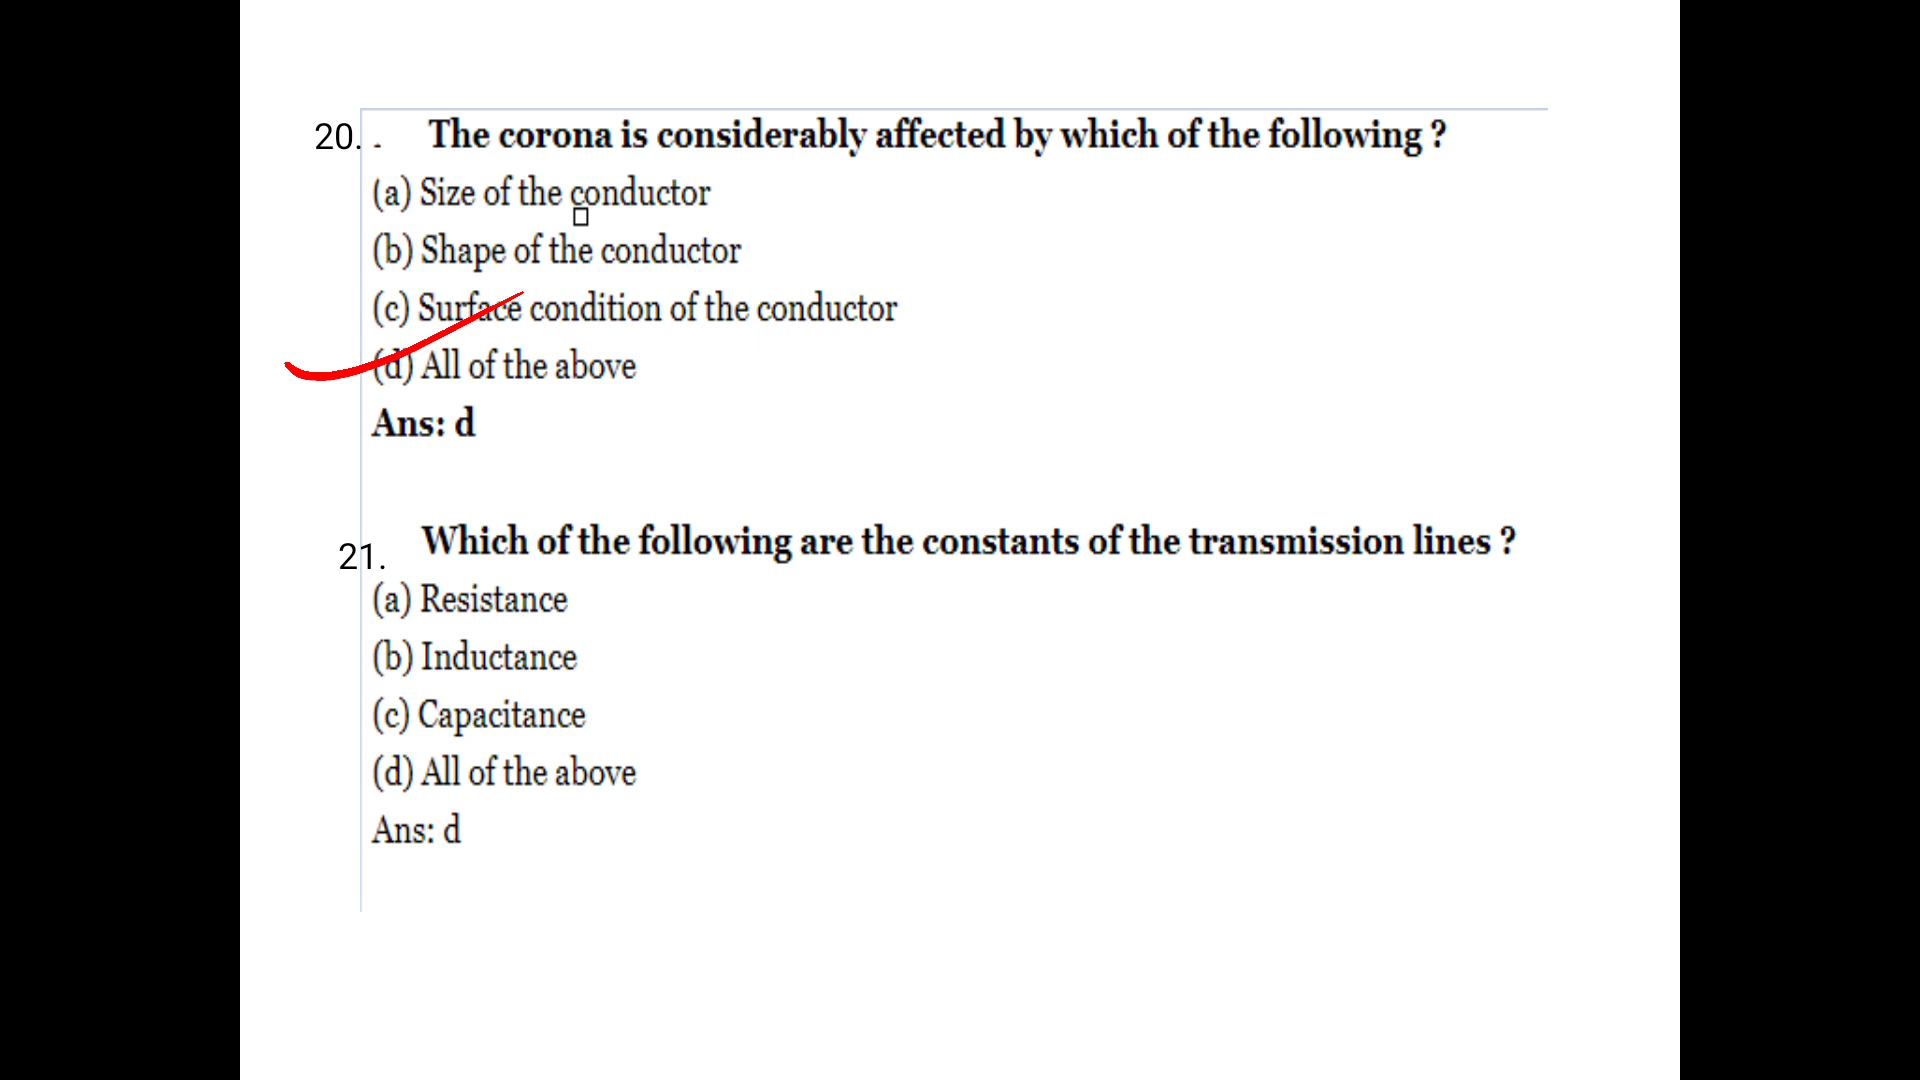 20. . The corona is considerably affected by which of the following ?
(a) Size of the conductor
(b) Shape of the conductor
(c) Surface condition of the conductor
(d) All of the above
Ans: d
21. Which of the following are the constants of the transmission lines ?
(a) Resistance
(b) Inductance
(c) Capacitance
(d) All of the above
Ans: d